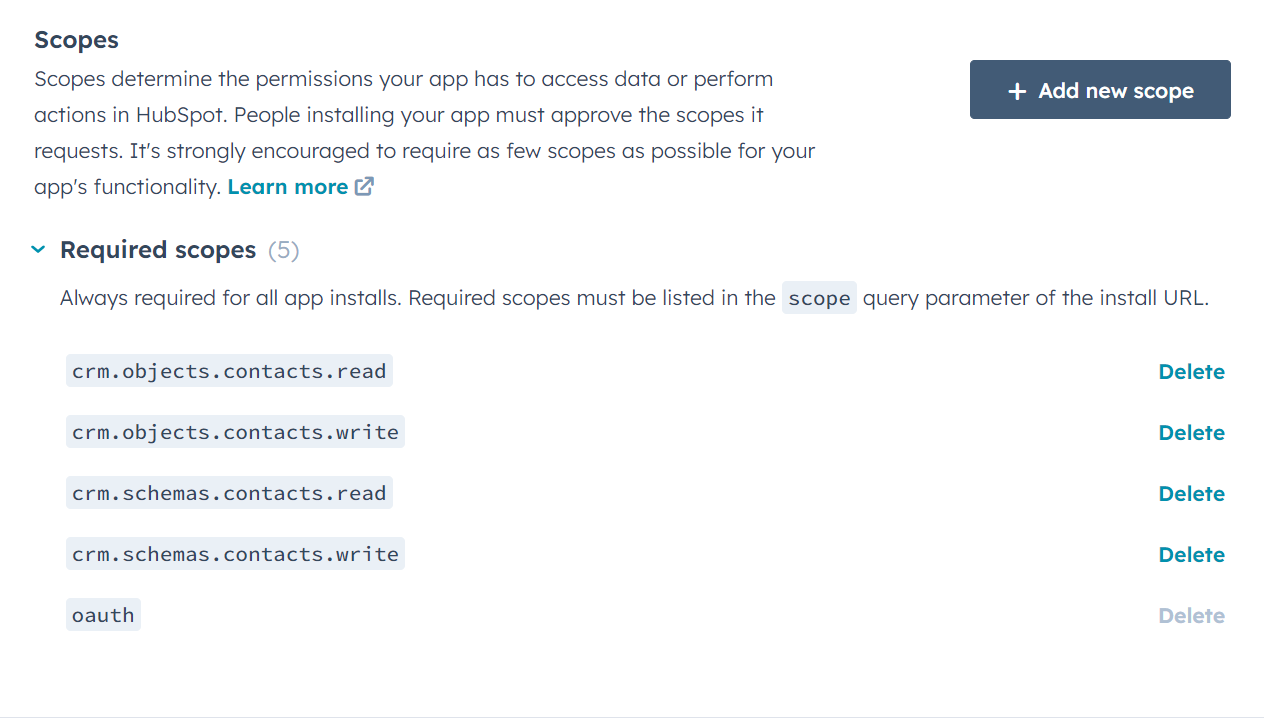 Scopes
Scopes determine the permissions your app has to access data or perform
actions in HubSpot. People installing your app must approve the scopes it
requests. It's strongly encouraged to require as few scopes as possible for your
app's functionality. Learn more
+ Add new scope
Required scopes (5)
Always required for all app installs. Required scopes must be listed in the scope query parameter of the install URL.
crm.objects.contacts.read Delete
crm.objects.contacts.write Delete
crm.schemas.contacts.read Delete
crm.schemas.contacts.write Delete
oauth Delete